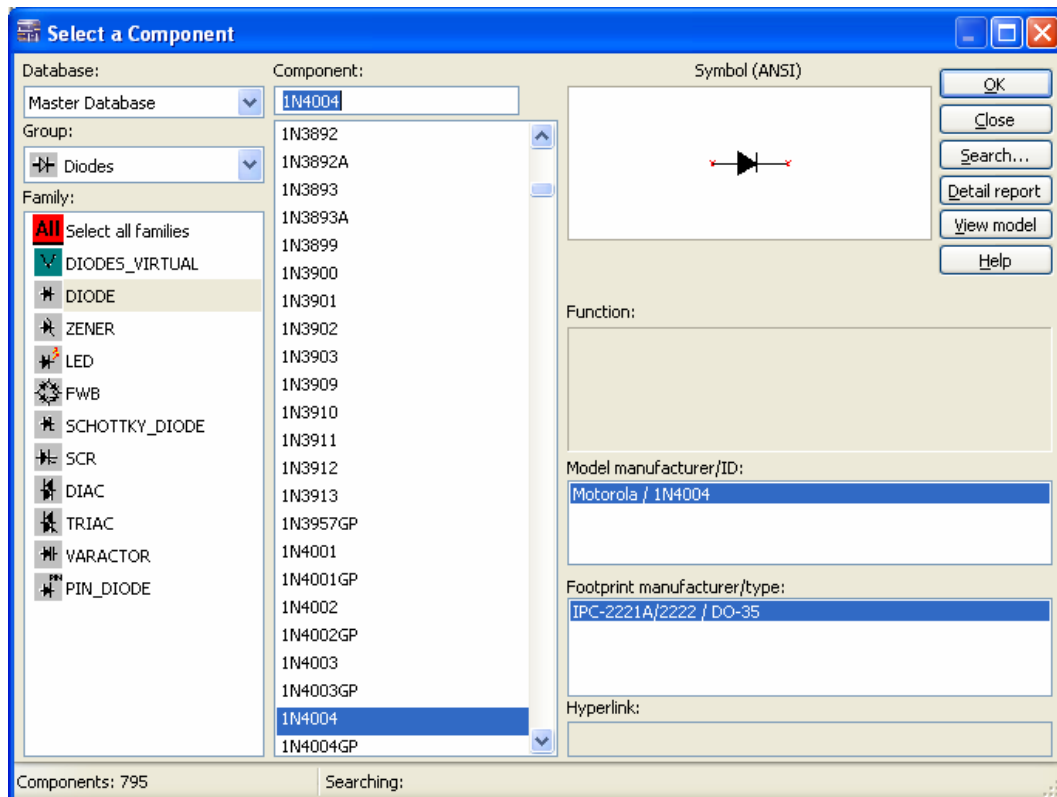 Select a Component
Database:
Master Database
Group:
Diodes
Family:
All Select all families
DIODES_VIRTUAL
DIODE
ZENER
LED
FWB
SCHOTTKY_DIODE
SCR
DIAC
TRIAC
VARACTOR
PIN_DIODE
Component:
1N4004
1N3892
1N3892A
1N3893
1N3893A
1N3899
1N3900
1N3901
1N3902
1N3903
1N3909
1N3910
1N3911
1N3912
1N3913
1N3957GP
1N4001
1N4001GP
1N4002
1N4002GP
1N4003
1N4003GP
1N4004
1N4004GP
Symbol (ANSI)
OK
Close
Search...
Detail report
View model
Help
Function:
Model manufacturer/ID:
Motorola / 1N4004
Footprint manufacturer/type:
IPC-2221A/2222 / DO-35
Hyperlink:
Components: 795
Searching: